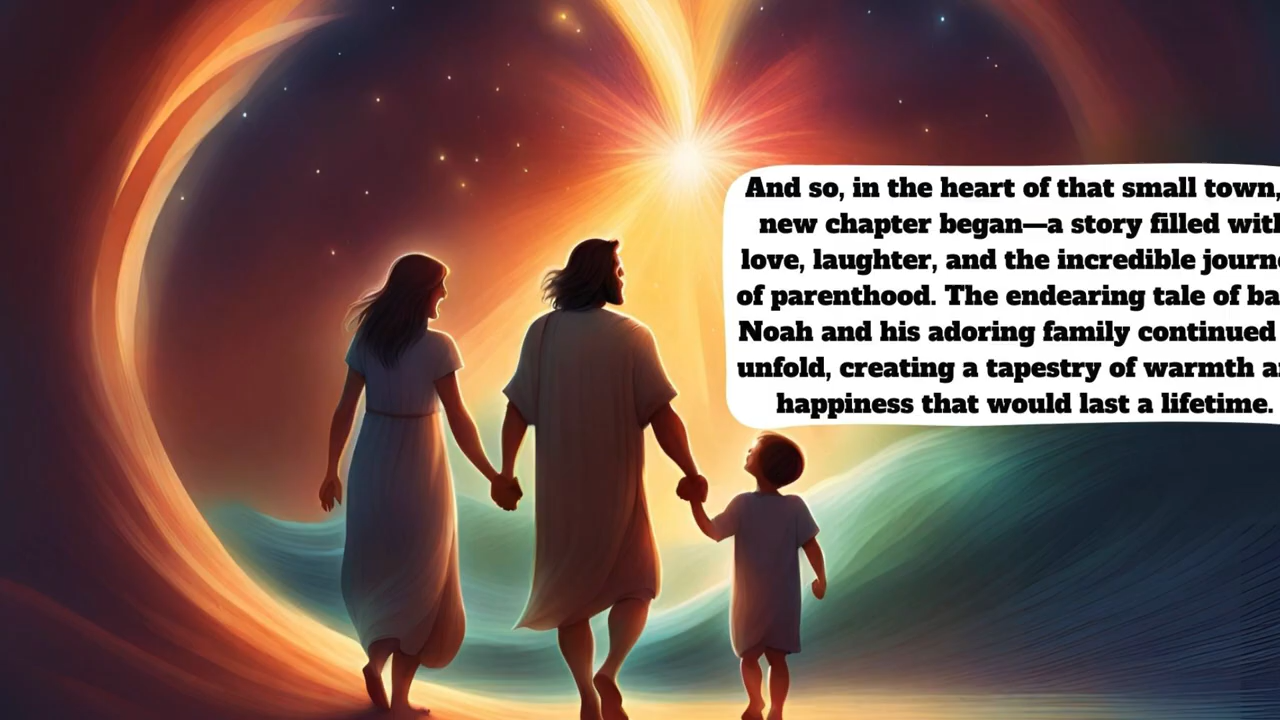 And so, in the heart of that small town,
new chapter began—a story filled with
love, laughter, and the incredible
of parenthood. The endearing tale of
Noah and his adoring family continued
unfold, creating a tapestry of warmth
happiness that would last a lifetime.